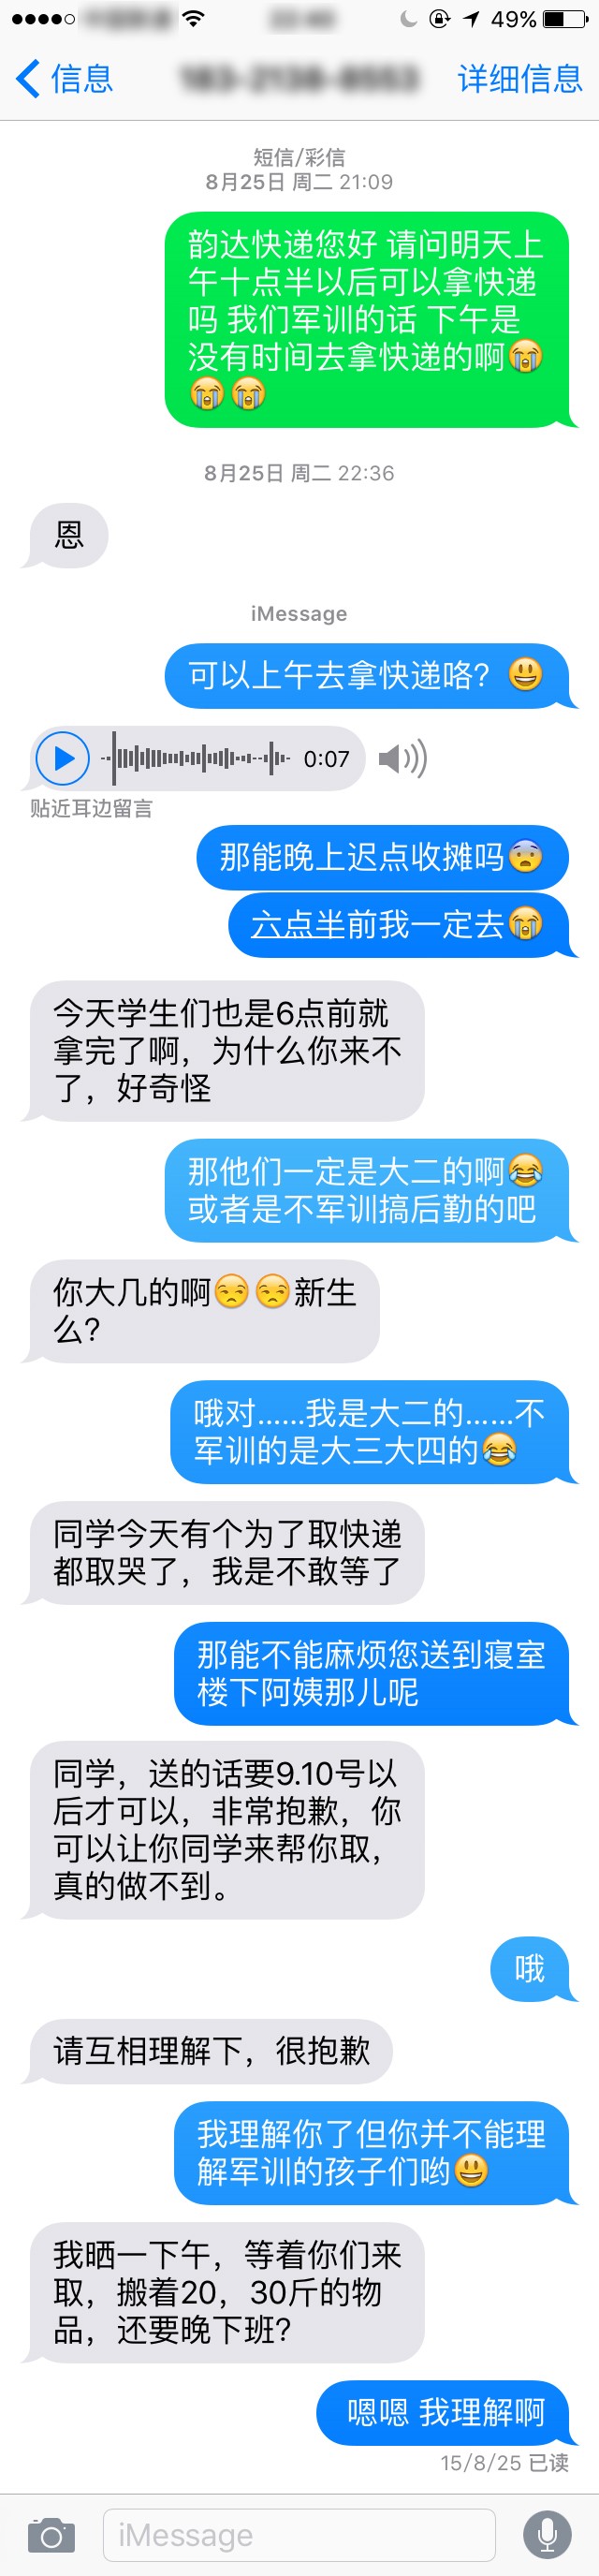 49%
信息
详细信息
短信/彩信
8月25日 周二 21:09
韵达快递您好 请问明天上
午十点半以后可以拿快递
吗 我们军训的话 下午是
没有时间去拿快递的啊😭
😭😭
8月25日 周二 22:36
恩
iMessage
可以上午去拿快递咯？😃
0:07
贴近耳边留言
那能晚上迟点收摊吗😨
六点半前我一定去😭
今天学生们也是6点前就
拿完了啊，为什么你来不
了，好奇怪
那他们一定是大二的啊😂
或者是不军训搞后勤的吧
你大几的啊😒😒新生
么？
哦对……我是大二的……不
军训的是大三大四的😂
同学今天有个为了取快递
都取哭了，我是不敢等了
那能不能麻烦您送到寝室
楼下阿姨那儿呢
同学，送的话要9.10号以
后才可以，非常抱歉，你
可以让你同学来帮你取，
真的做不到。
哦
请互相理解下，很抱歉
我理解你了但你并不能理
解军训的孩子们哟😃
我晒一下午，等着你们来
取，搬着20，30斤的物
品，还要晚下班？
嗯嗯 我理解啊
15/8/25 已读
iMessage